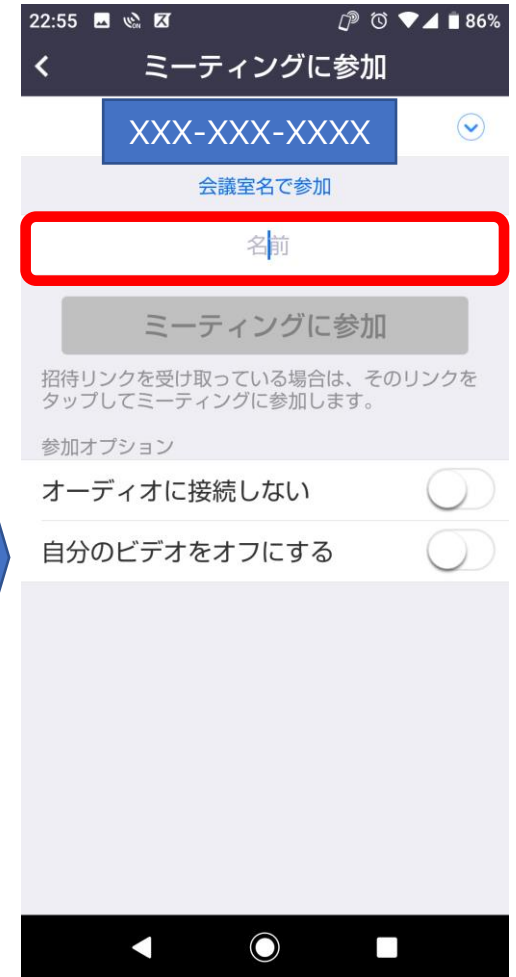 22:55 86%
ミーティングに参加
XXX-XXX-XXXX
会議室名で参加
名前
ミーティングに参加
招待リンクを受け取っている場合は、そのリンクを
タップしてミーティングに参加します。
参加オプション
オーディオに接続しない
自分のビデオをオフにする